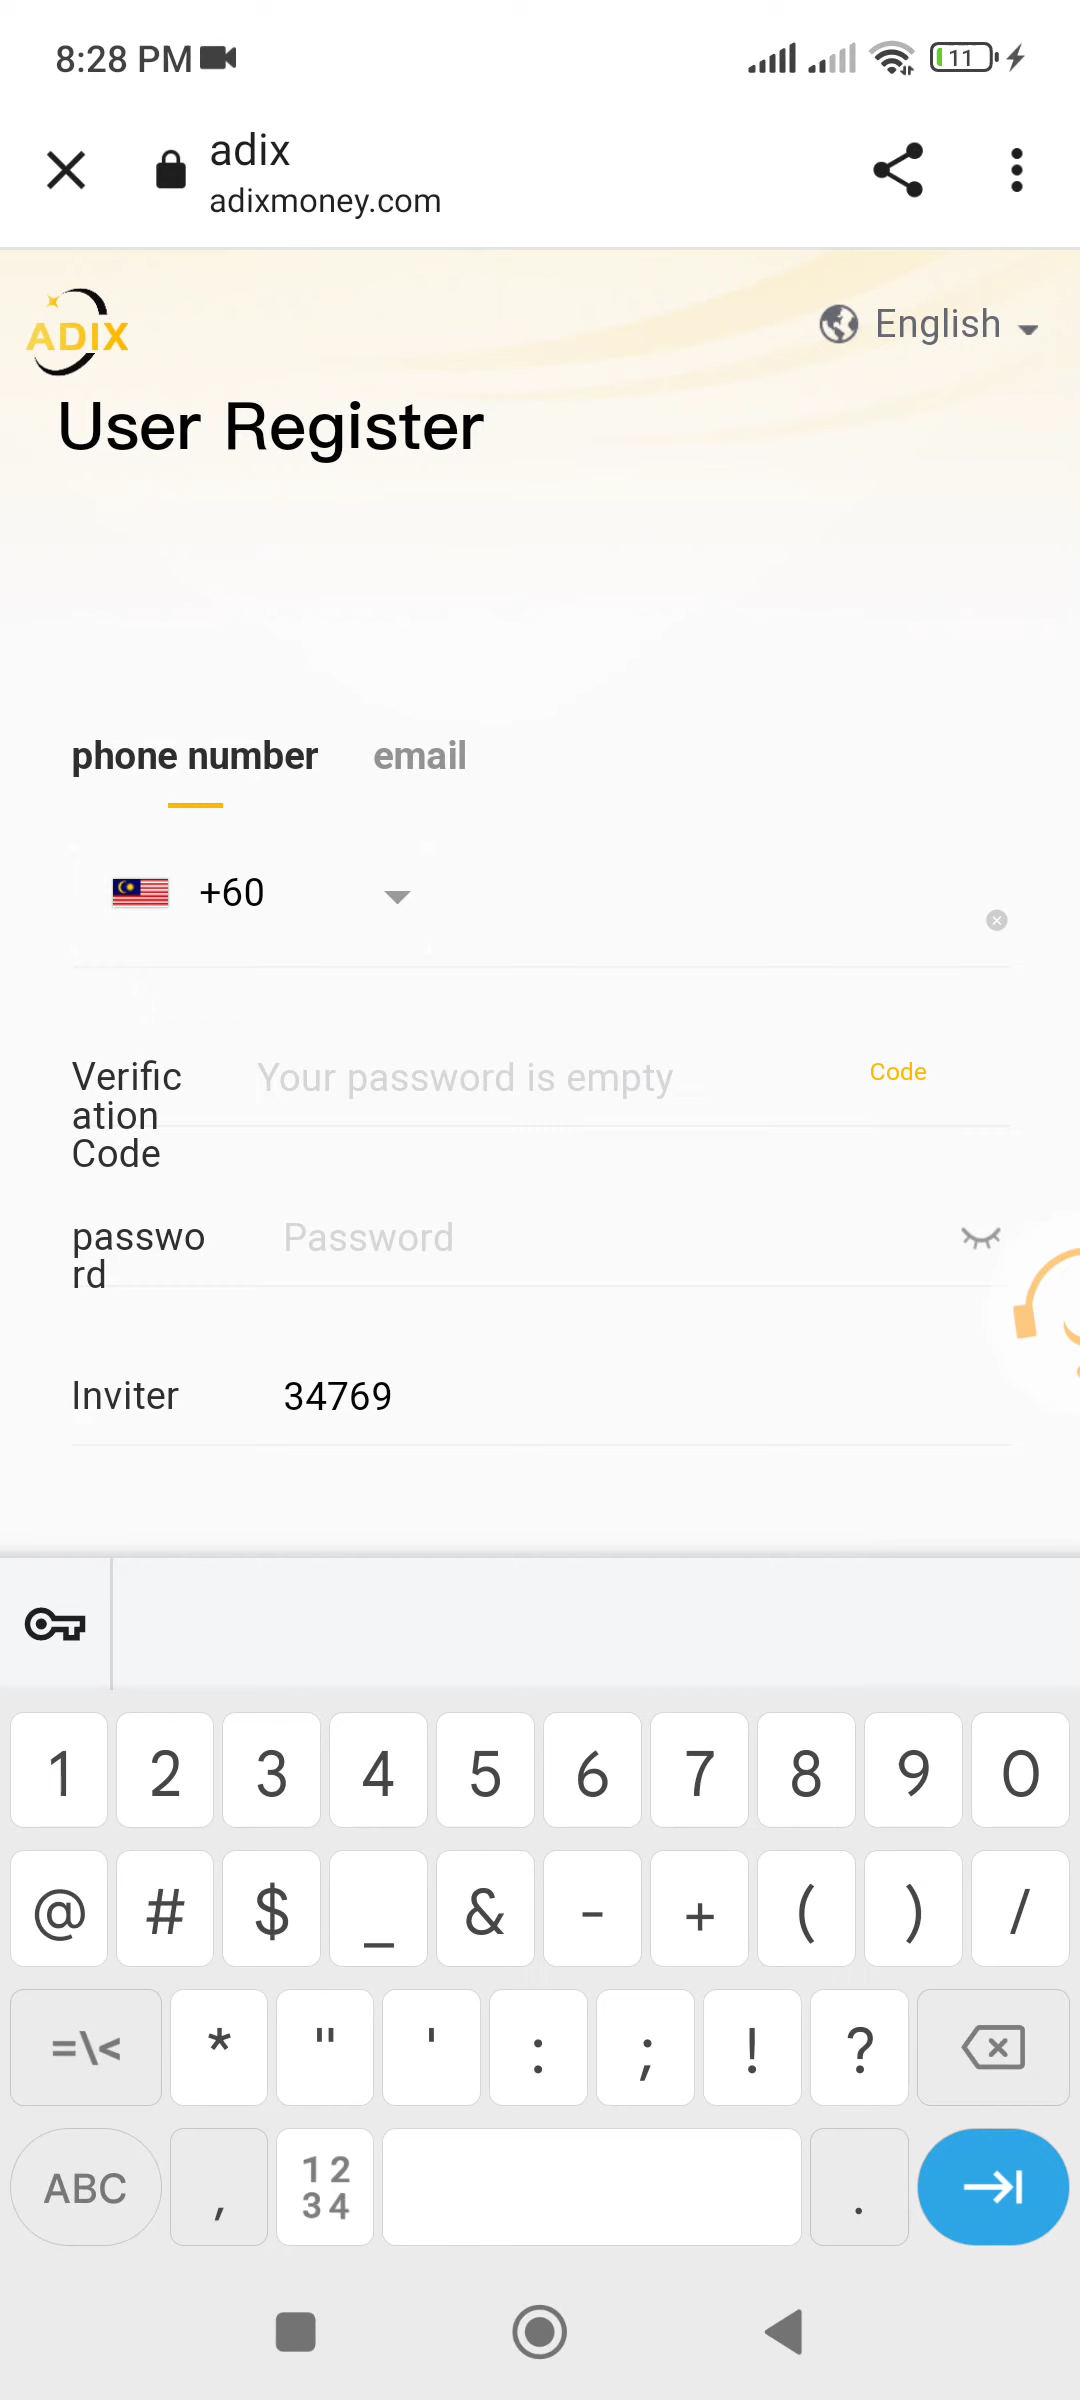 8:28 PM
11
adix
adixmoney.com
ADIX
English
User Register
phone number email
+60
Verific
ation
Code
Your password is empty
Code
passwo
rd
Password
Inviter 34769
1 2 3 4 5 6 7 8 9 0
@ # $ _ & - + ( ) /
=\< * " ' : ; ! ?
ABC , 12
34 .